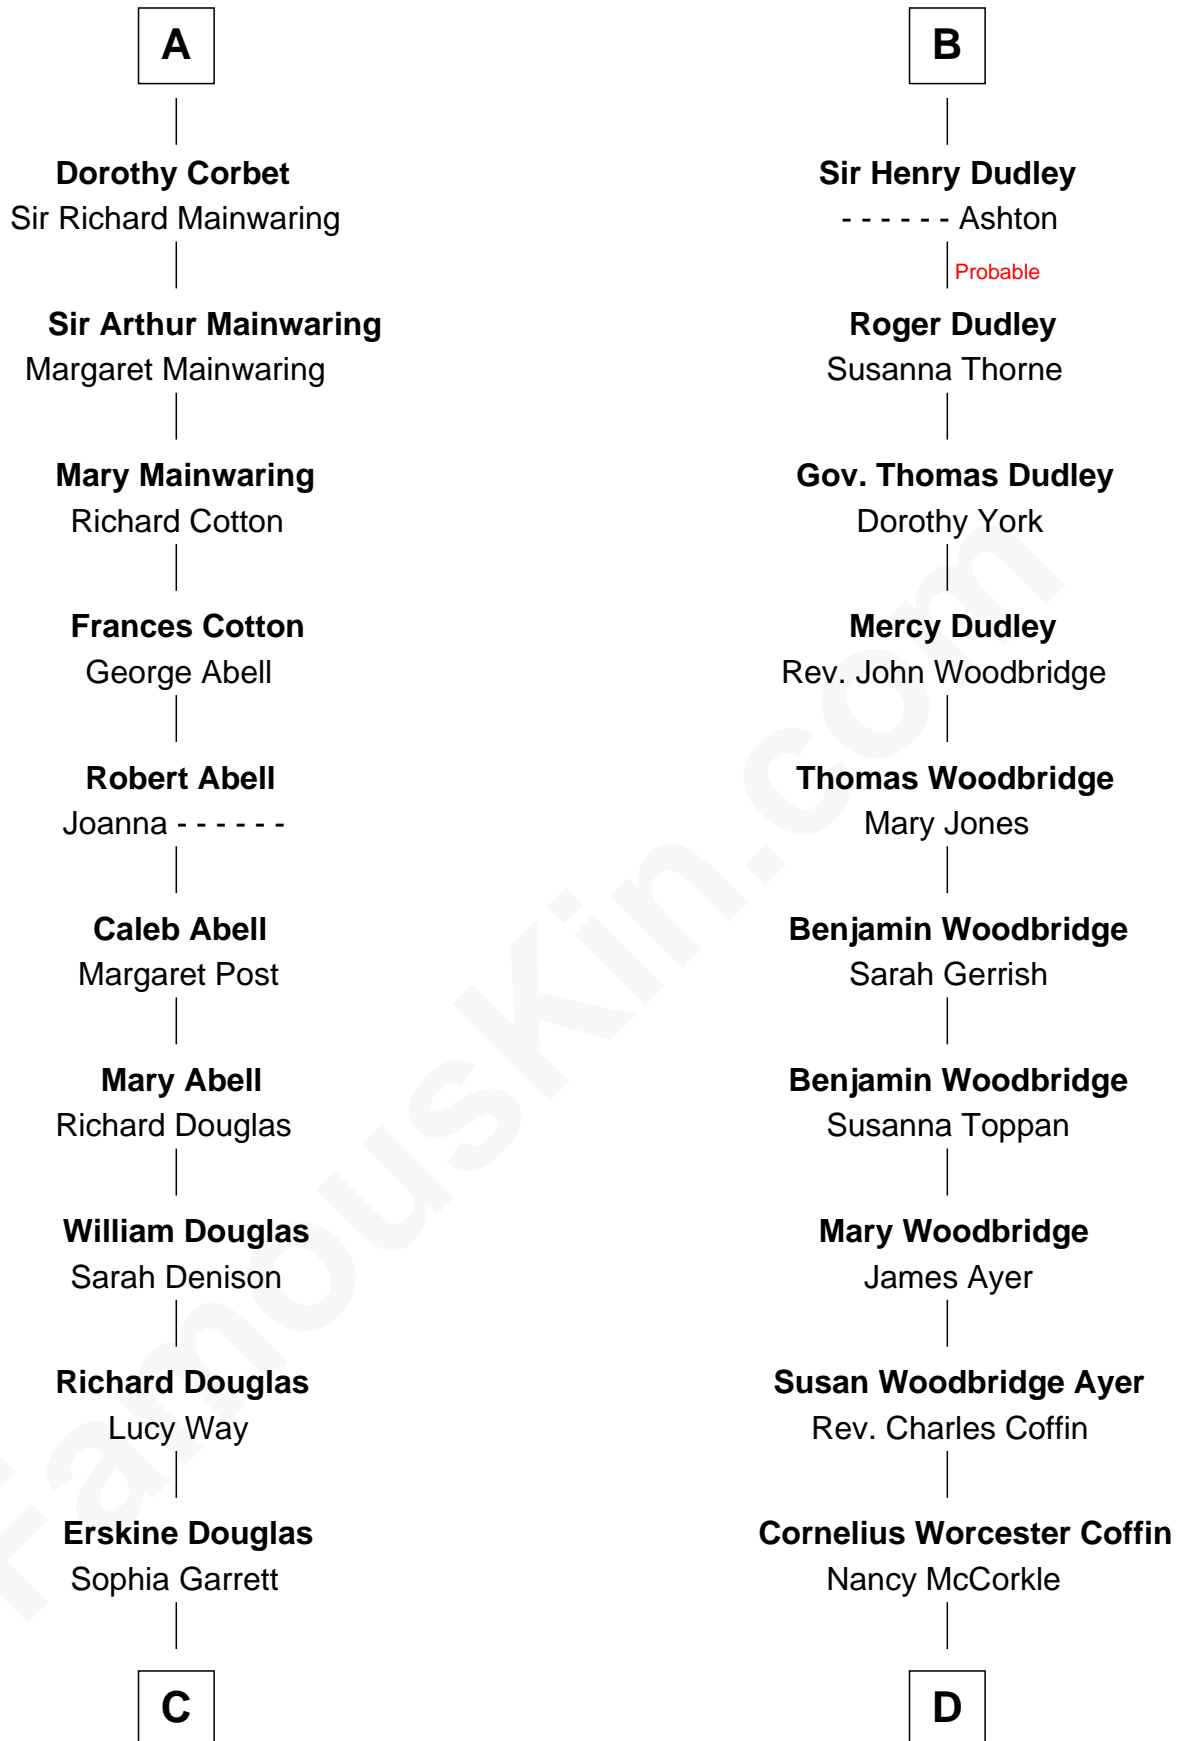 A
Dorothy Corbet
Sir Richard Mainwaring
Sir Arthur Mainwaring
Margaret Mainwaring
Mary Mainwaring
Richard Cotton
Frances Cotton
George Abell
Robert Abell
Joanna - - - - - -
Caleb Abell
Margaret Post
Mary Abell
Richard Douglas
William Douglas
Sarah Denison
Richard Douglas
Lucy Way
Erskine Douglas
Sophia Garrett
C
B
Sir Henry Dudley
- - - - - - Ashton
Probable
Roger Dudley
Susanna Thorne
Gov. Thomas Dudley
Dorothy York
Mercy Dudley
Rev. John Woodbridge
Thomas Woodbridge
Mary Jones
Benjamin Woodbridge
Sarah Gerrish
Benjamin Woodbridge
Susanna Toppan
Mary Woodbridge
James Ayer
Susan Woodbridge Ayer
Rev. Charles Coffin
Cornelius Worcester Coffin
Nancy McCorkle
D
FamousKin.com